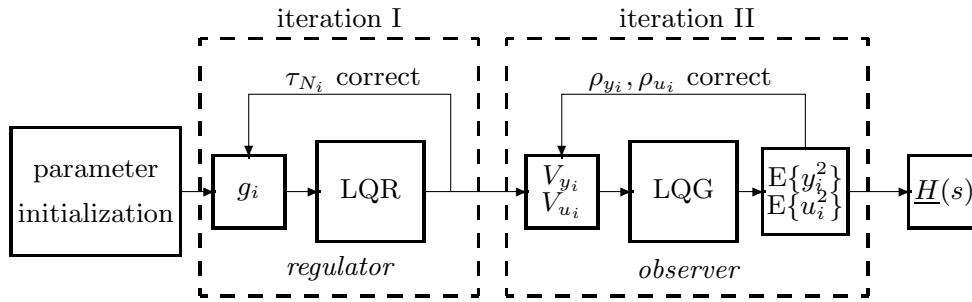 iteration I
iteration II
τ_{N_i} correct
ρ_{y_i}, ρ_{u_i} correct
parameter
initialization
g_i
LQR
V_{y_i}
V_{u_i}
LQG
E{y_i^2}
E{u_i^2}
H(s)
regulator
observer